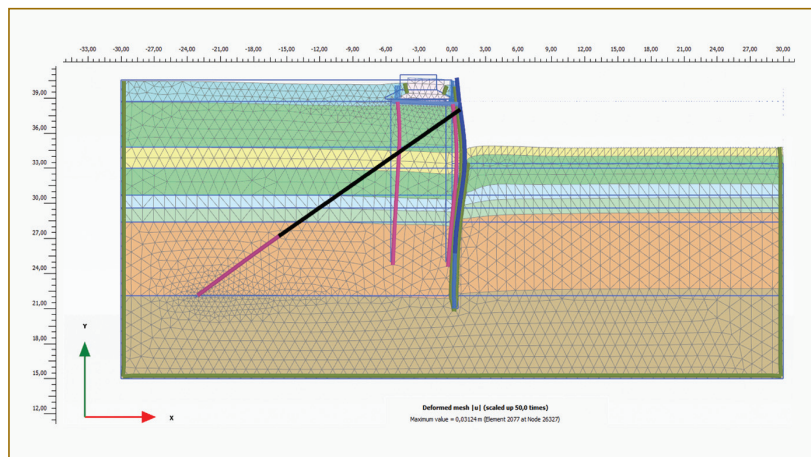 -33,00 -30,00 -27,00 -24,00 -21,00 -18,00 -15,00 -12,00 -9,00 -6,00 -3,00 0,00 3,00 6,00 9,00 12,00 15,00 18,00 21,00 24,00 27,00 30,00
39,00
36,00
33,00
30,00
27,00
24,00
21,00
18,00
15,00
12,00
Y
X
Deformed mesh |u| (scaled up 50,0 times)
Maximum value = 0,03124 m (Element 2077 at Node 26327)